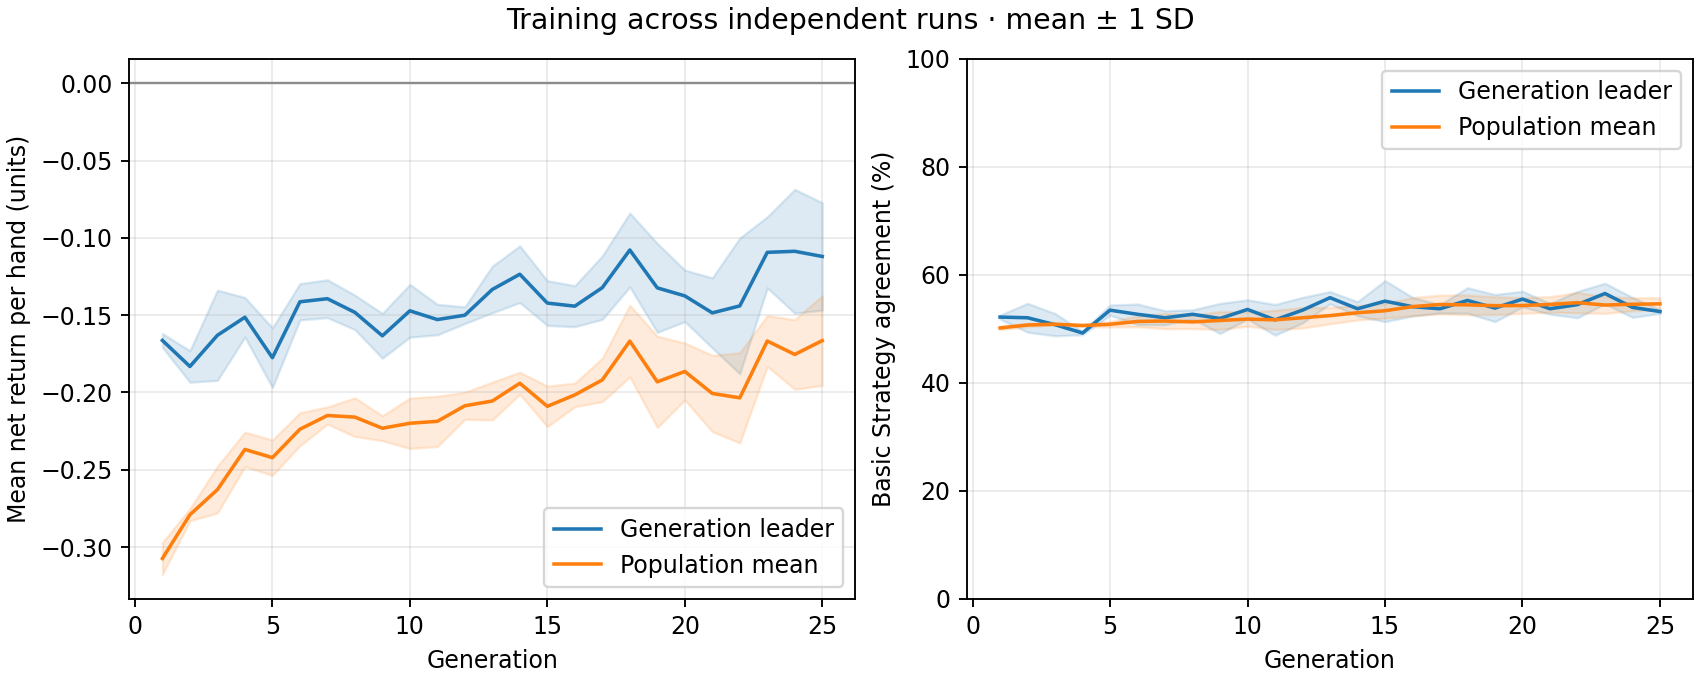 Training across independent runs · mean ± 1 SD
Mean net return per hand (units)
0.00
−0.05
−0.10
−0.15
−0.20
−0.25
−0.30
Generation leader
Population mean
0
5
10
15
20
25
Generation
Basic Strategy agreement (%)
100
80
60
40
20
0
Generation leader
Population mean
0
5
10
15
20
25
Generation